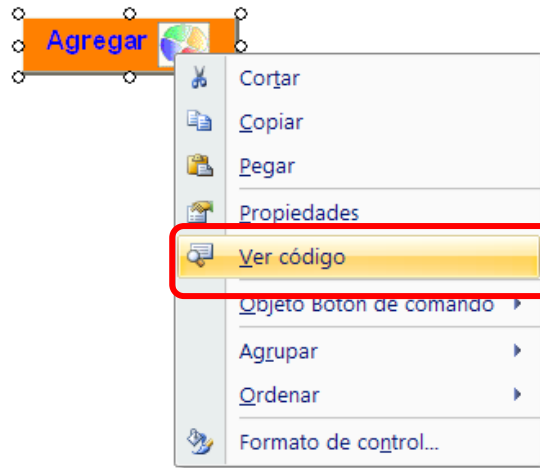 Agregar
Cortar
Copiar
Pegar
Propiedades
Ver código
Objeto Botón de comando
Agrupar
Ordenar
Formato de control...